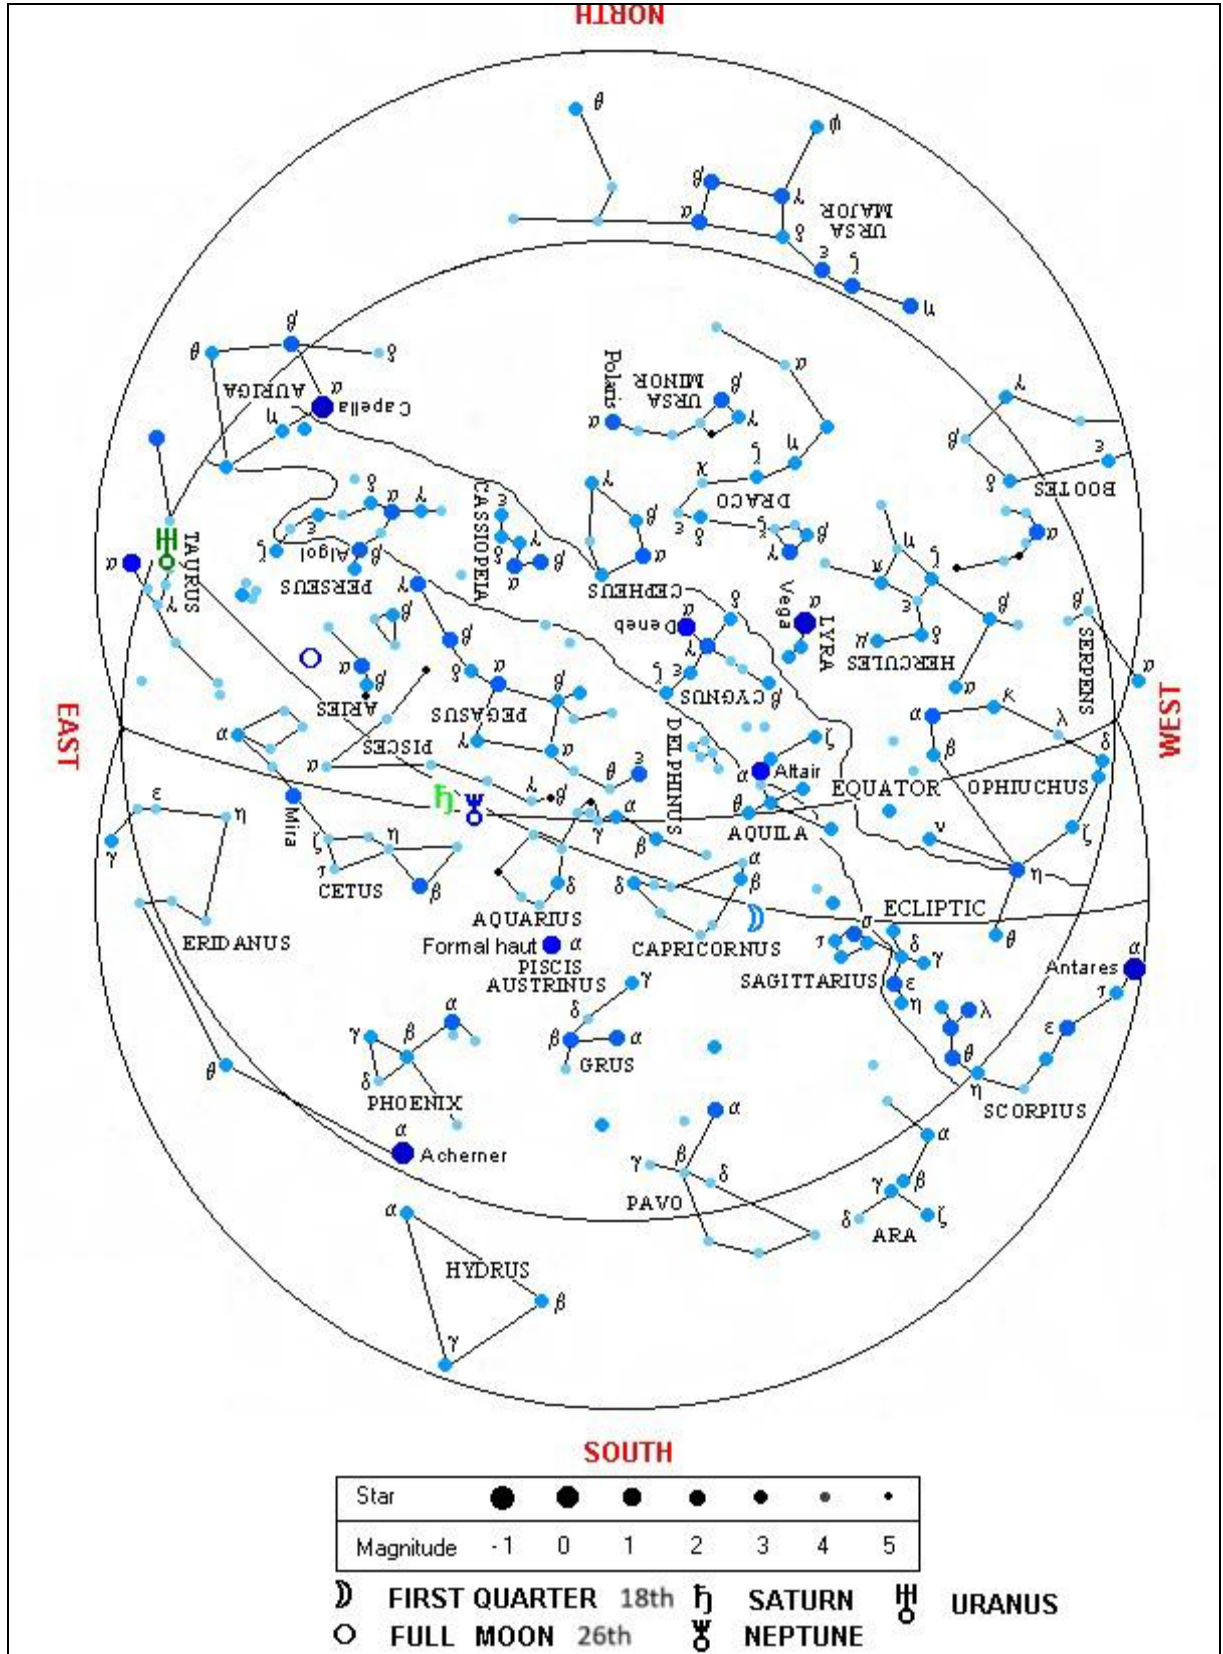 NORTH
θ
φ
β
γ
α
URSA MAJOR
δ
ε
ζ
η
β
θ
δ
AURIGA
α
Capella
η
Polaris
α
URSA MINOR
β
γ
α
η
ζ
χ
DRACO
ε
δ
ζ
β
γ
γ
β
δ
ε
BOOTES
α
TAURUS
γ
δ
α
γ
ε
ζ
Algol
β
PERSEUS
CASSIOPEIA
ε
γ
δ
α
β
γ
β
α
CEPHEUS
η
π
ζ
ε
δ
μ
β
α
HERCULES
β
SERPENS
α
β
α
β
ARIES
γ
β
δ
α
β
PEGASUS
γ
α
Deneb
α
δ
γ
ε
ζ
β
CYGNUS
Vega
α
LYRA
EAST
WEST
α
α
PISCES
γ
β
θ
ε
DELPHINUS
ζ
α
Altair
θ
AQUILA
EQUATOR
α
κ
λ
β
δ
OPHIUCHUS
ζ
ν
η
θ
ε
γ
η
ERIDANUS
Mira
ζ
η
τ
β
CETUS
γ
α
β
δ
AQUARIUS
α
β
δ
CAPRICORNUS
ECLIPTIC
σ
τ
δ
γ
ε
η
SAGITTARIUS
Formal haut
α
PISCIS
AUSTRINUS
α
Antares
τ
ε
λ
θ
η
SCORPIUS
γ
δ
β
α
GRUS
α
γ
β
δ
PHOENIX
θ
α
Acherner
α
γ
β
δ
PAVO
α
γ
β
δ
ζ
ARA
α
HYDRUS
β
γ
SOUTH
Star
Magnitude -1 0 1 2 3 4 5
FIRST QUARTER 18th SATURN URANUS
FULL MOON 26th NEPTUNE